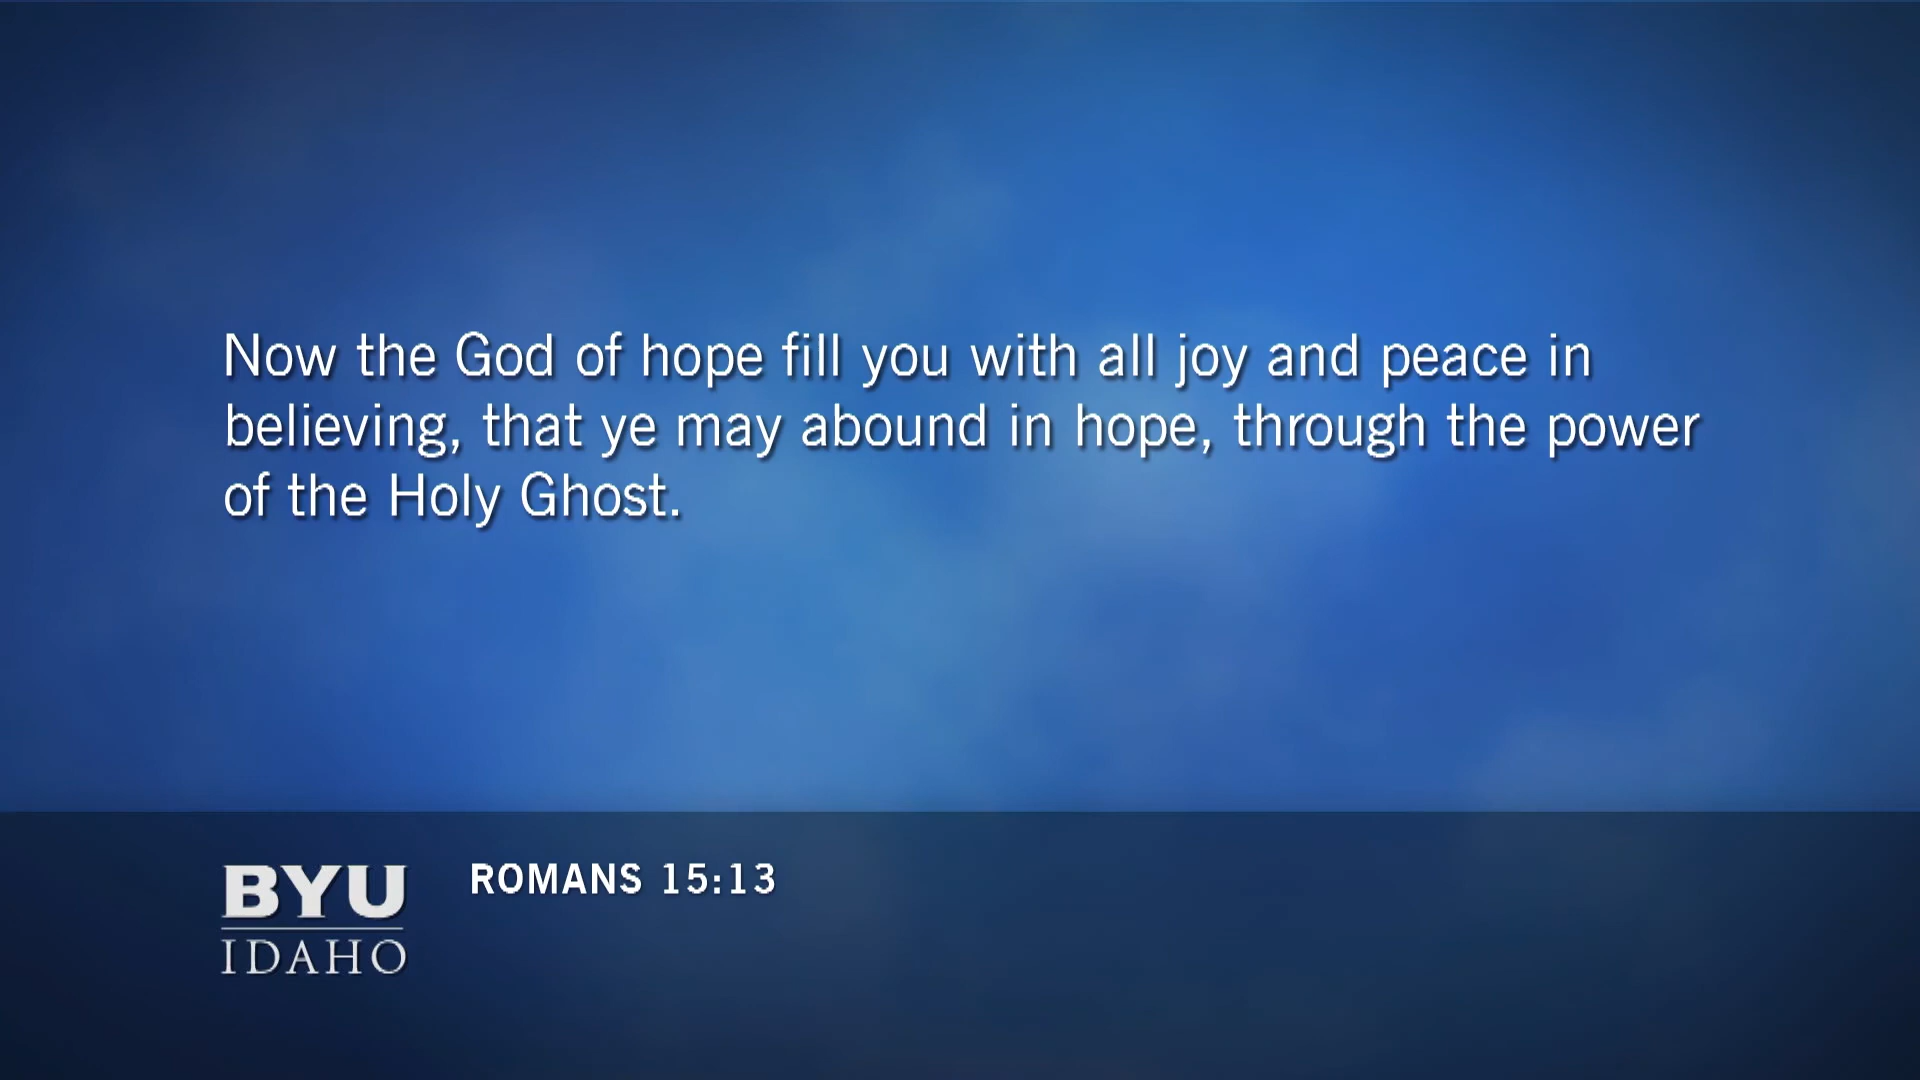 Now the God of hope fill you with all joy and peace in
believing, that ye may abound in hope, through the power
of the Holy Ghost.
BYU
IDAHO
ROMANS 15:13